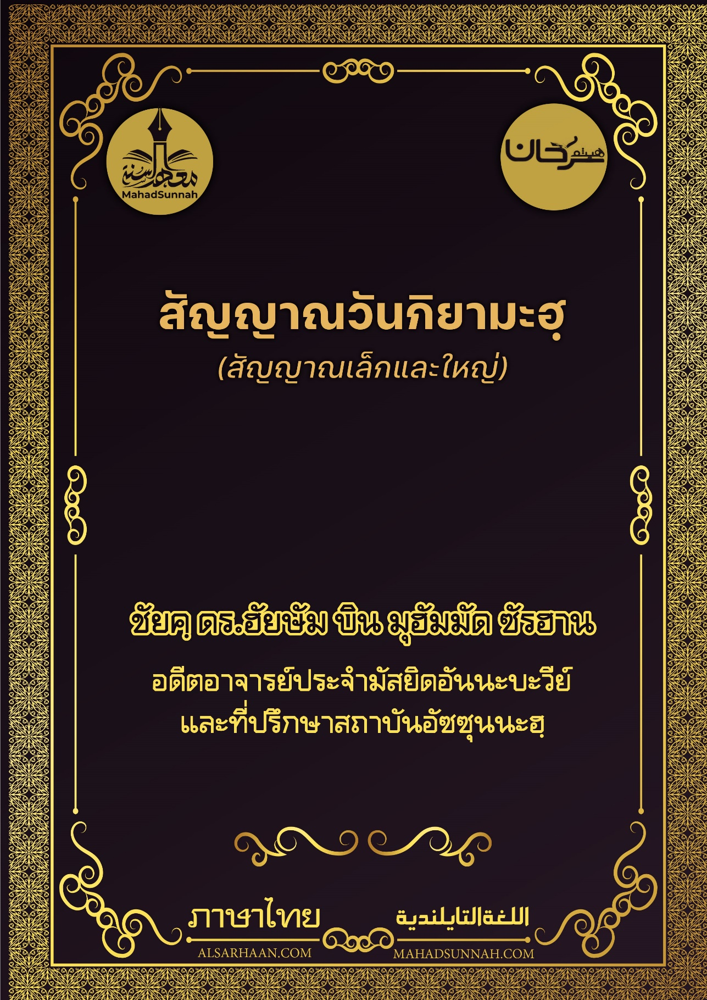 معهد السنة
MahadSunnah
هيثم سرحان
สัญญาณวันกิยามะฮฺ
(สัญญาณเล็กและใหญ่)
ชัยคฺ ดร.ฮัยษัม บิน มุฮัมมัด ซัรฮาน
อดีตอาจารย์ประจำมัสยิดอันนะบะวีย์
และที่ปรึกษาสถาบันอัซซุนนะฮฺ
ภาษาไทย
اللغةالتايلندية
ALSARHAAN.COM
MAHADSUNNAH.COM